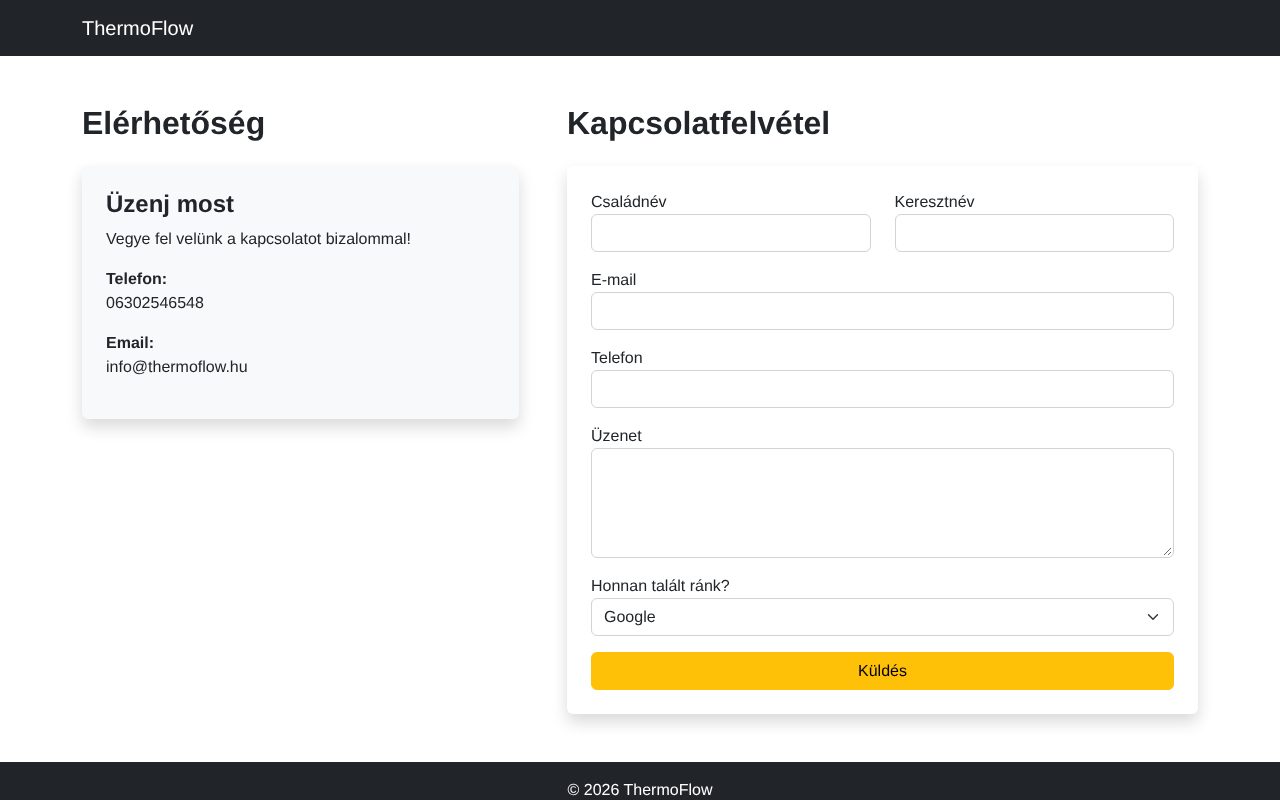 ThermoFlow
Elérhetőség
Üzenj most
Vegye fel velünk a kapcsolatot bizalommal!
Telefon:
06302546548
Email:
info@thermoflow.hu
Kapcsolatfelvétel
Családnév
Keresztnév
E-mail
Telefon
Üzenet
Honnan talált ránk?
Google
Küldés
© 2026 ThermoFlow